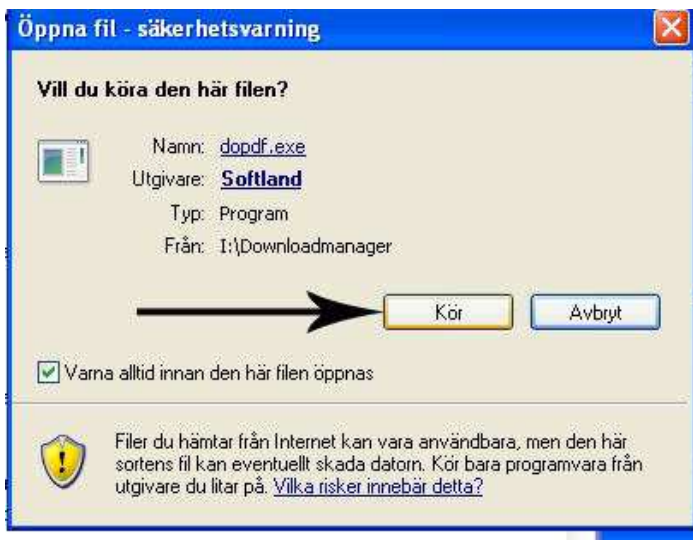 Öppna fil - säkerhetsvarning
Vill du köra den här filen?
Namn: dopdf.exe
Utgivare: Softland
Typ: Program
Från: I:\Downloadmanager
Kör Avbryt
Varna alltid innan den här filen öppnas
Filer du hämtar från Internet kan vara användbara, men den här
sortens fil kan eventuellt skada datorn. Kör bara programvara från
utgivare du litar på. Vilka risker innebär detta?